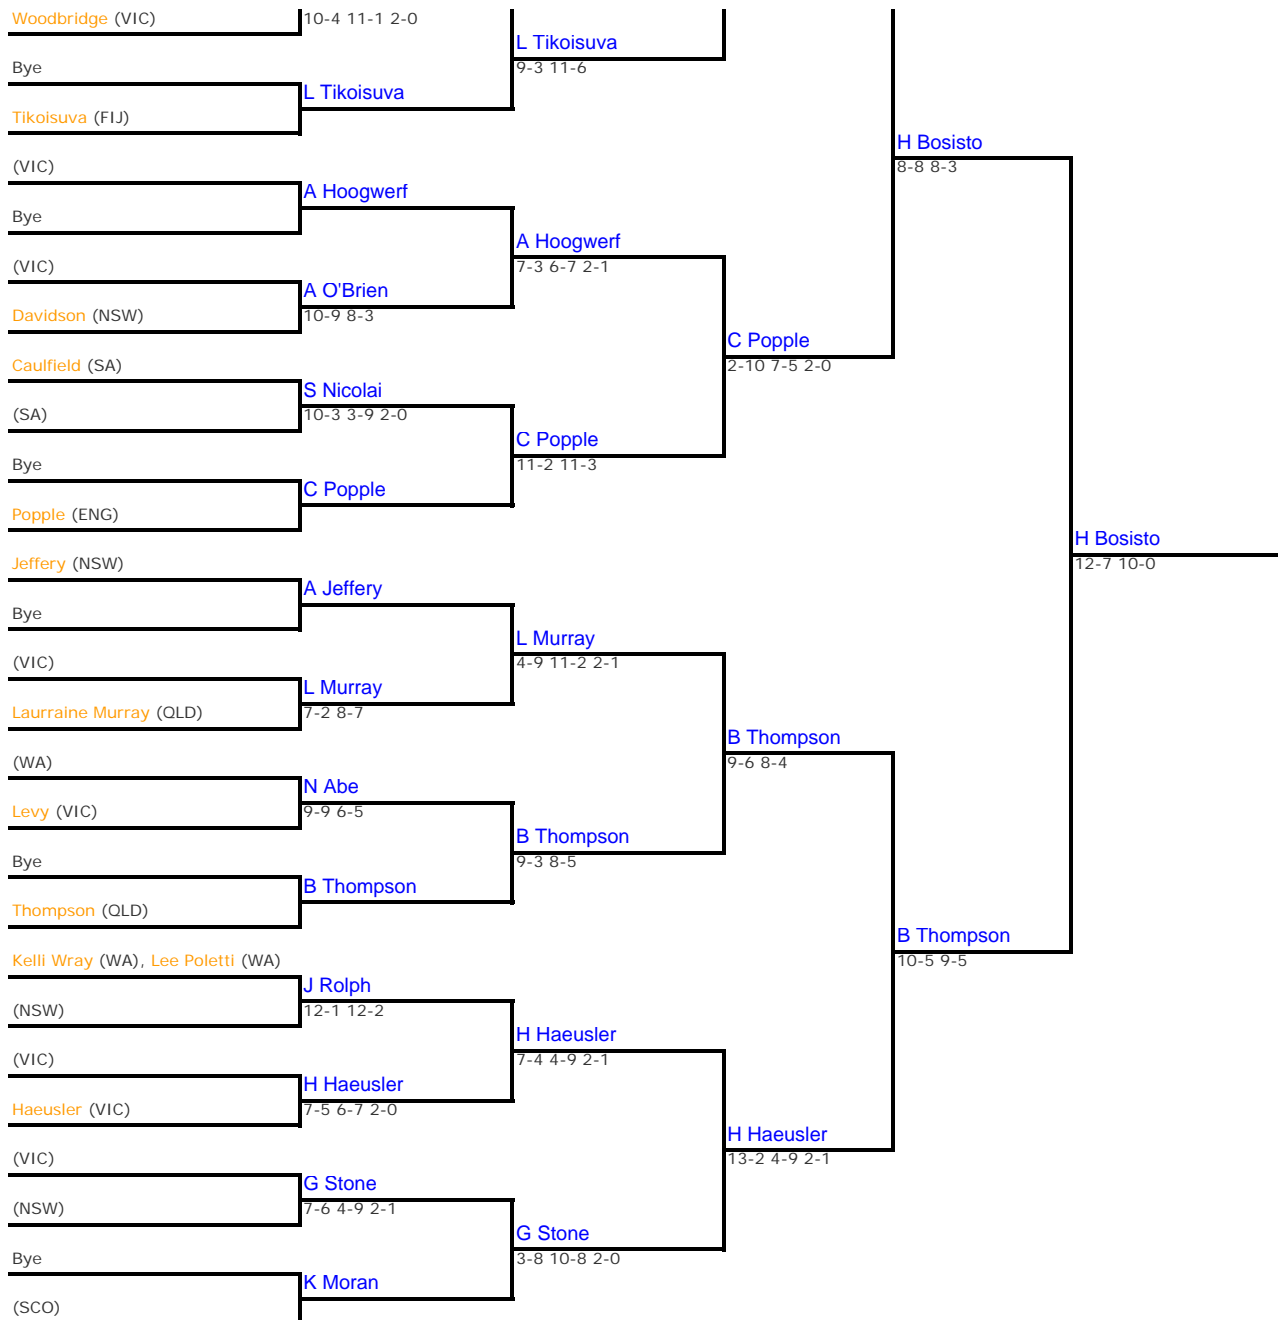 Woodbridge (VIC)
10-4 11-1 2-0
L Tikoisuva
9-3 11-6
Bye
L Tikoisuva
Tikoisuva (FIJ)
H Bosisto
8-8 8-3
(VIC)
A Hoogwerf
Bye
A Hoogwerf
7-3 6-7 2-1
(VIC)
A O'Brien
10-9 8-3
Davidson (NSW)
C Popple
2-10 7-5 2-0
Caulfield (SA)
S Nicolai
10-3 3-9 2-0
(SA)
C Popple
11-2 11-3
Bye
C Popple
Popple (ENG)
H Bosisto
12-7 10-0
Jeffery (NSW)
A Jeffery
Bye
L Murray
4-9 11-2 2-1
(VIC)
L Murray
7-2 8-7
Laurraine Murray (QLD)
B Thompson
9-6 8-4
(WA)
N Abe
9-9 6-5
Levy (VIC)
B Thompson
9-3 8-5
Bye
B Thompson
Thompson (QLD)
B Thompson
10-5 9-5
Kelli Wray (WA), Lee Poletti (WA)
J Rolph
12-1 12-2
(NSW)
H Haeusler
7-4 4-9 2-1
(VIC)
H Haeusler
7-5 6-7 2-0
Haeusler (VIC)
H Haeusler
13-2 4-9 2-1
(VIC)
G Stone
7-6 4-9 2-1
(NSW)
G Stone
3-8 10-8 2-0
Bye
K Moran
(SCO)